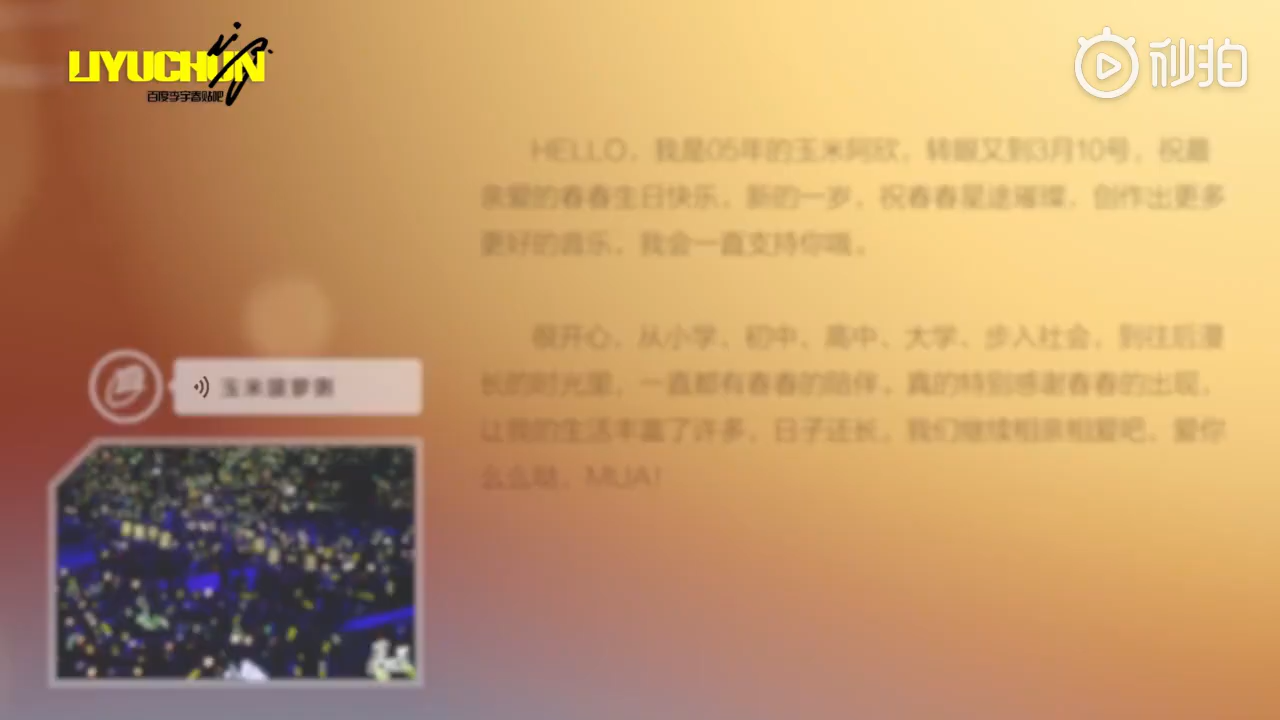 LIYUCHUN
百度李宇春贴吧
秒拍
HELLO，我是05年的玉米阿欣，转眼又到3月10号，祝最
亲爱的春春生日快乐，新的一岁，祝春春星途璀璨，创作出更多
更好的音乐，我会一直支持你哦。
很开心，从小学、初中、高中、大学、步入社会，到往后漫
长的时光里，一直都有春春的陪伴，真的特别感谢春春的出现，
让我的生活丰富了许多，日子还长，我们继续相亲相爱吧，爱你
么么哒，MUA！
玉米菠萝粥